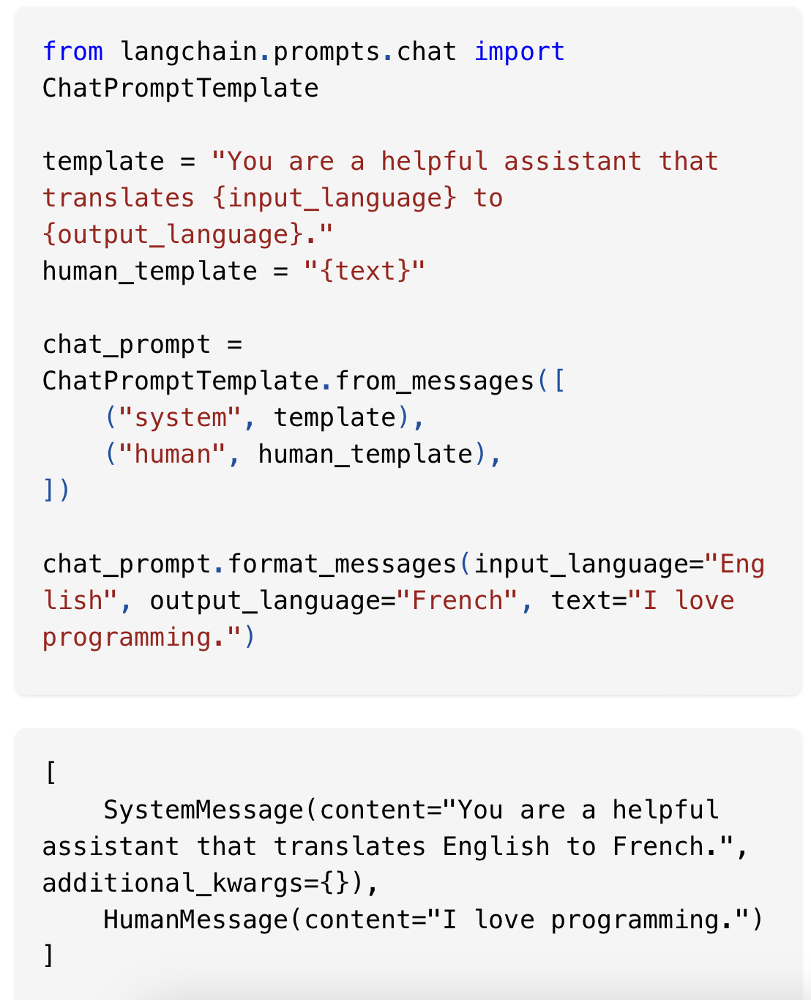 from langchain.prompts.chat import
ChatPromptTemplate

template = "You are a helpful assistant that
translates {input_language} to
{output_language}."
human_template = "{text}"

chat_prompt =
ChatPromptTemplate.from_messages([
    ("system", template),
    ("human", human_template),
])

chat_prompt.format_messages(input_language="Eng
lish", output_language="French", text="I love
programming.")

[
    SystemMessage(content="You are a helpful
assistant that translates English to French.",
additional_kwargs={}),
    HumanMessage(content="I love programming.")
]